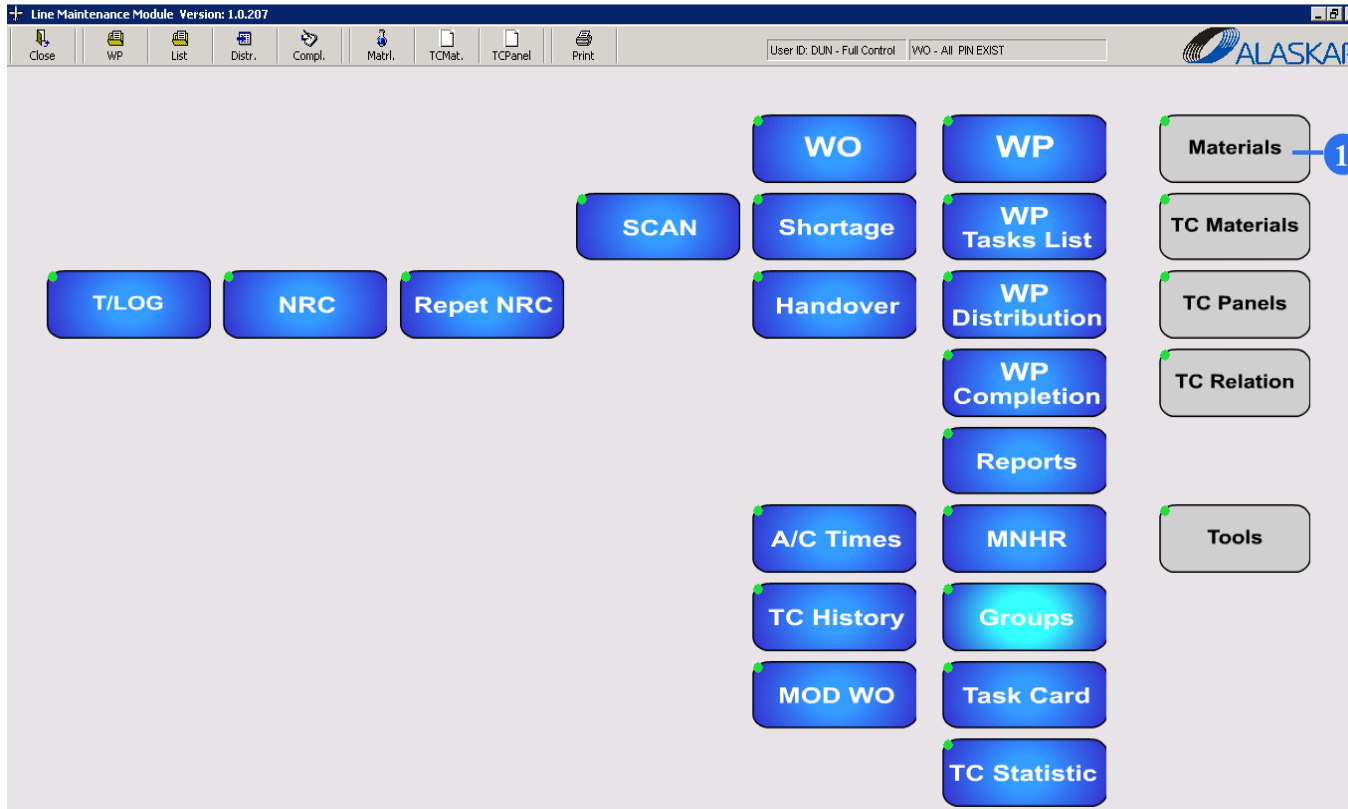 Line Maintenance Module Version: 1.0.207
Close WP List Distr. Compl. Matrl. TCMat. TCPanel Print User ID: DUN - Full Control WO - All PIN EXIST ALASKAR
WO WP Materials 1
SCAN Shortage WP Tasks List TC Materials
T/LOG NRC Repet NRC Handover WP Distribution TC Panels
WP Completion TC Relation
Reports
A/C Times MNHR Tools
TC History Groups
MOD WO Task Card
TC Statistic